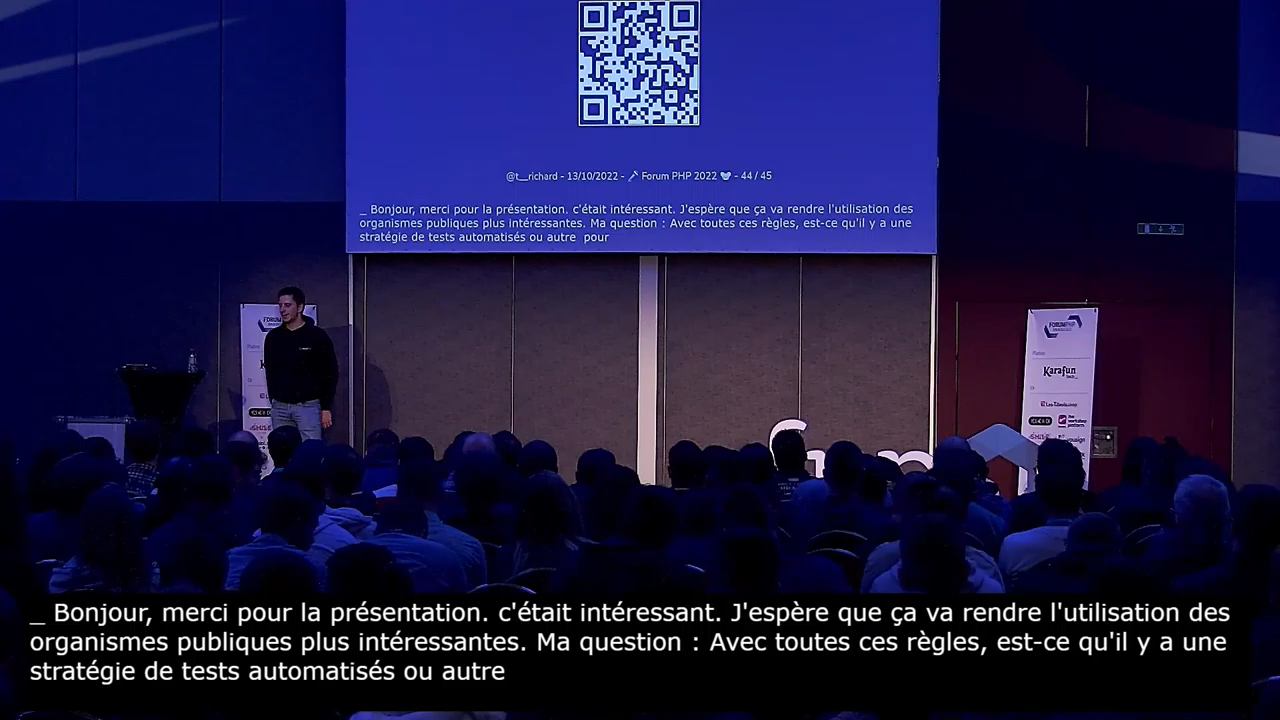 @t__richard - 13/10/2022 - Forum PHP 2022 - 44 / 45
_ Bonjour, merci pour la présentation. c'était intéressant. J'espère que ça va rendre l'utilisation des
organismes publiques plus intéressantes. Ma question : Avec toutes ces règles, est-ce qu'il y a une
stratégie de tests automatisés ou autre pour
FORUM
FORUMPHP
Karafun
_ Bonjour, merci pour la présentation. c'était intéressant. J'espère que ça va rendre l'utilisation des
organismes publiques plus intéressantes. Ma question : Avec toutes ces règles, est-ce qu'il y a une
stratégie de tests automatisés ou autre